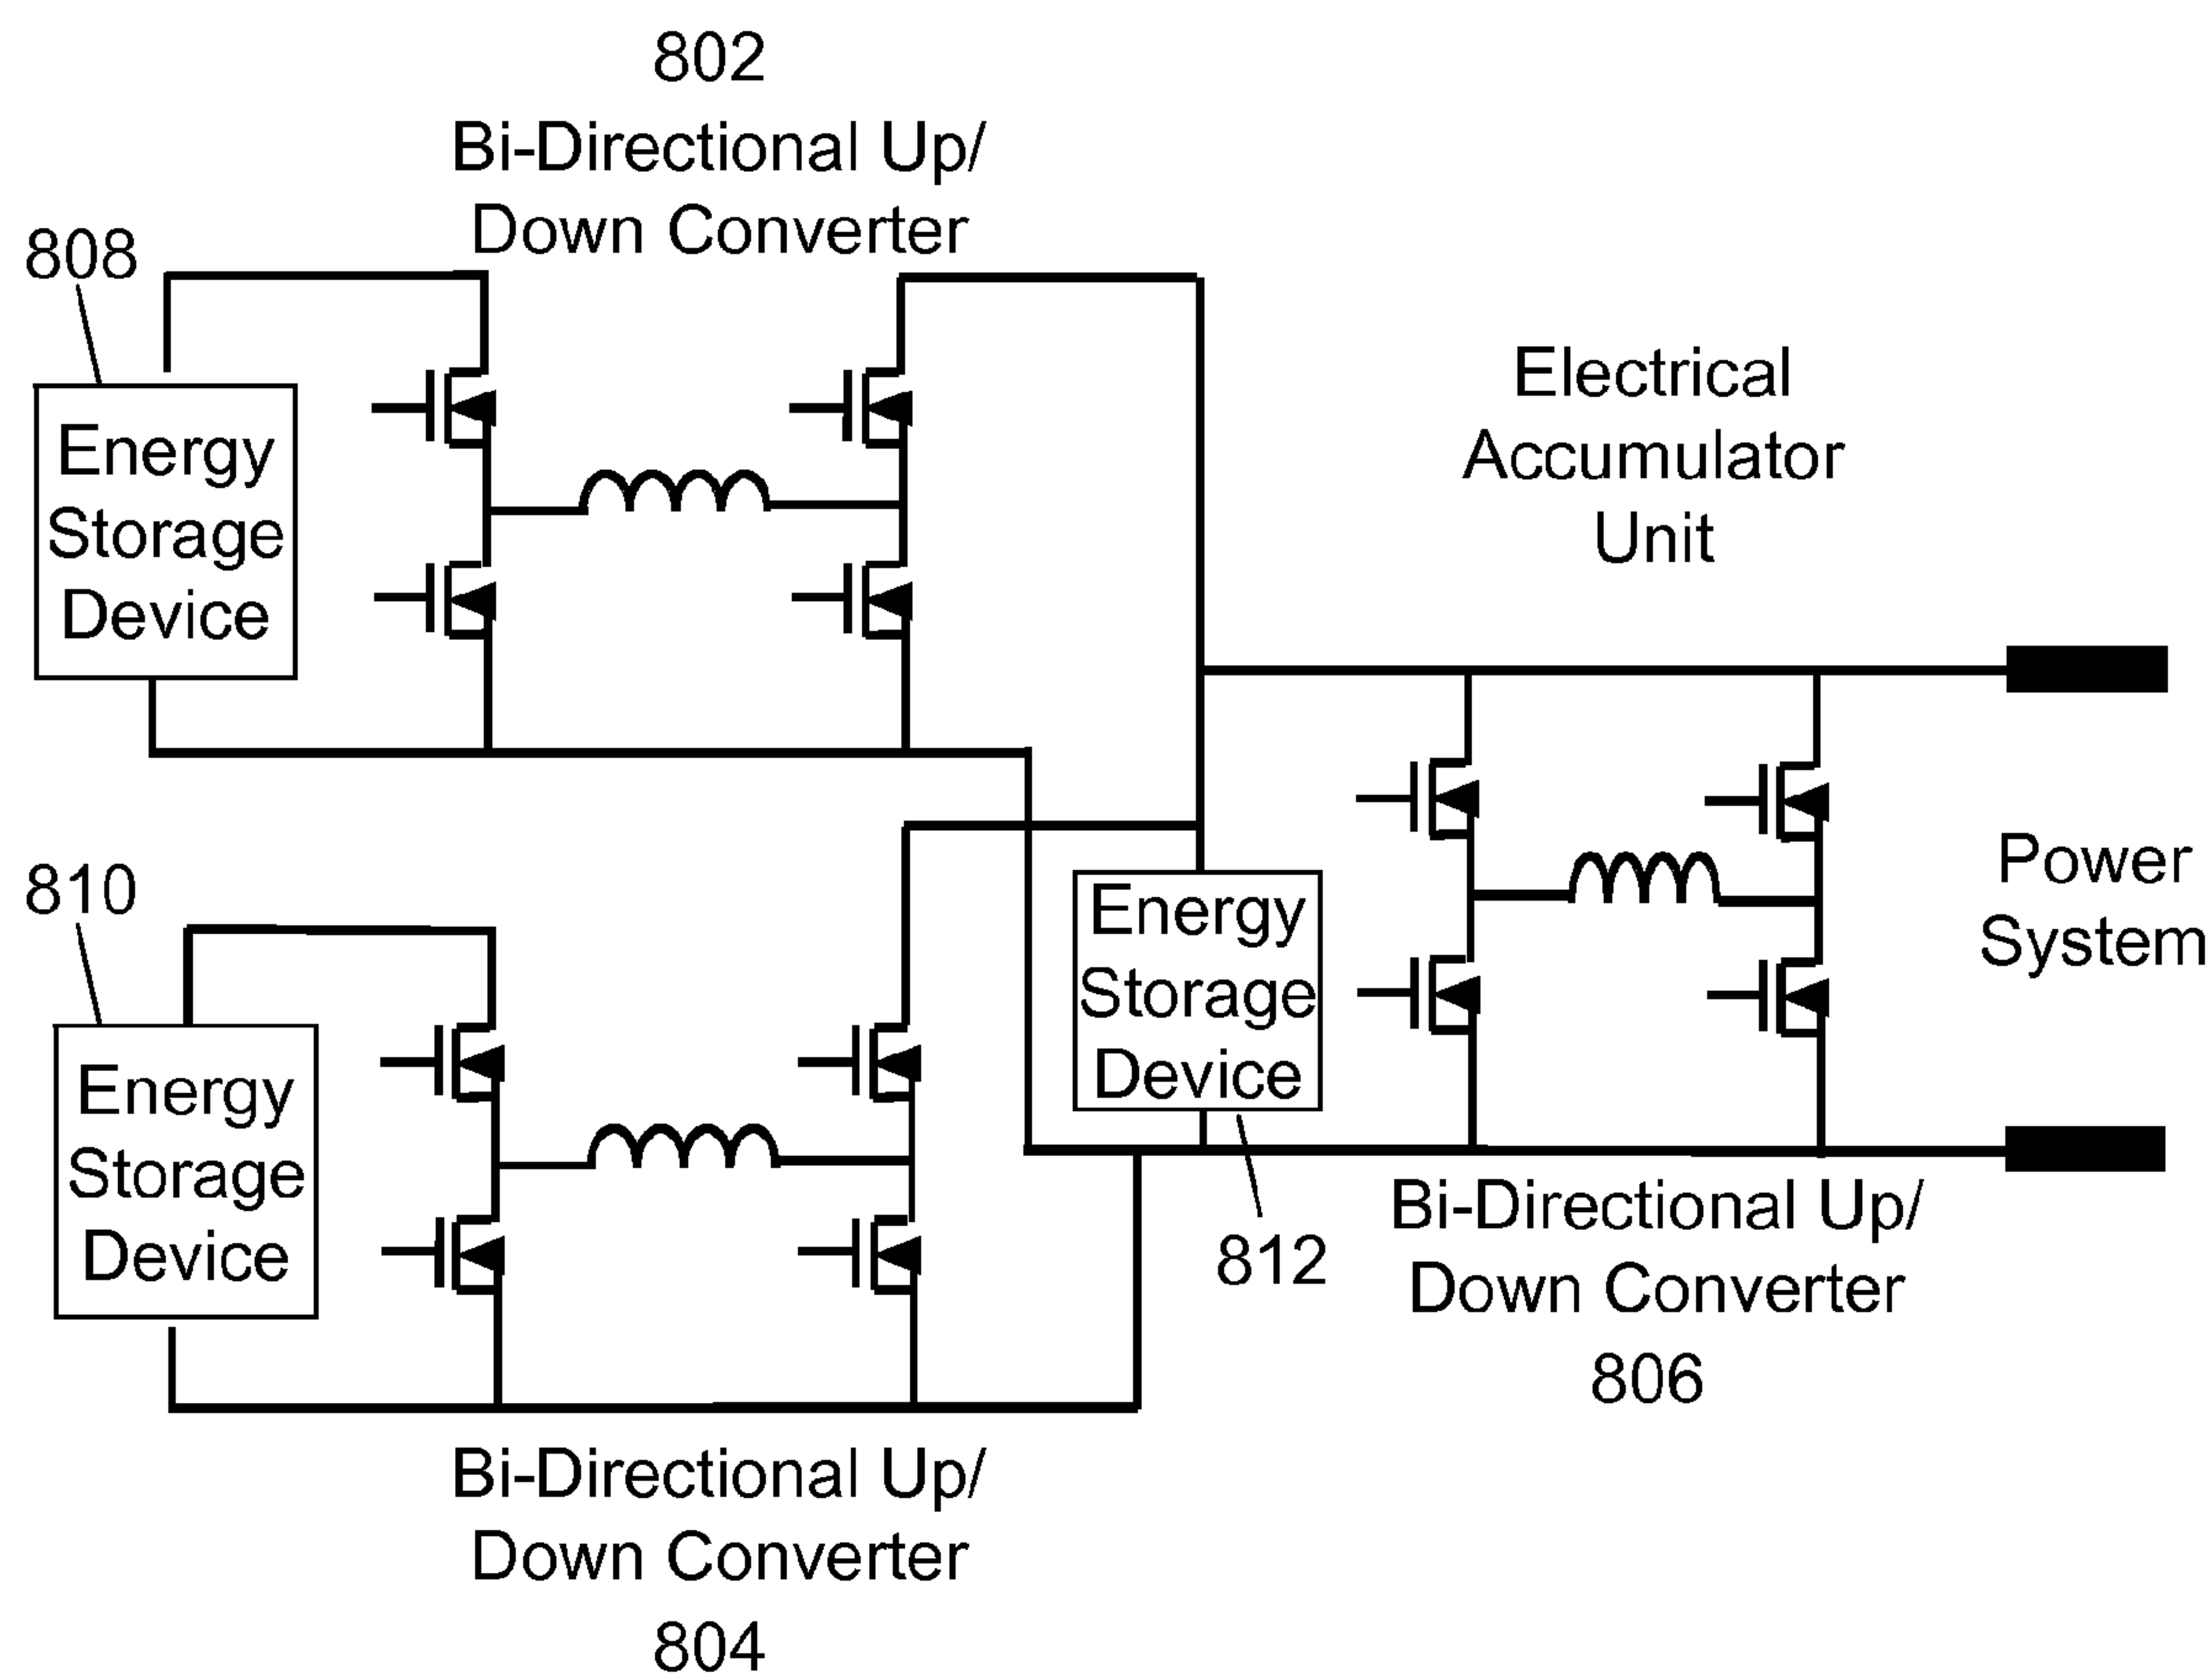 802
Bi-Directional Up/
Down Converter
808
Energy
Storage
Device
Electrical
Accumulator
Unit
810
Energy
Storage
Device
Energy
Storage
Device
812
Power
System
Bi-Directional Up/
Down Converter
806
Bi-Directional Up/
Down Converter
804